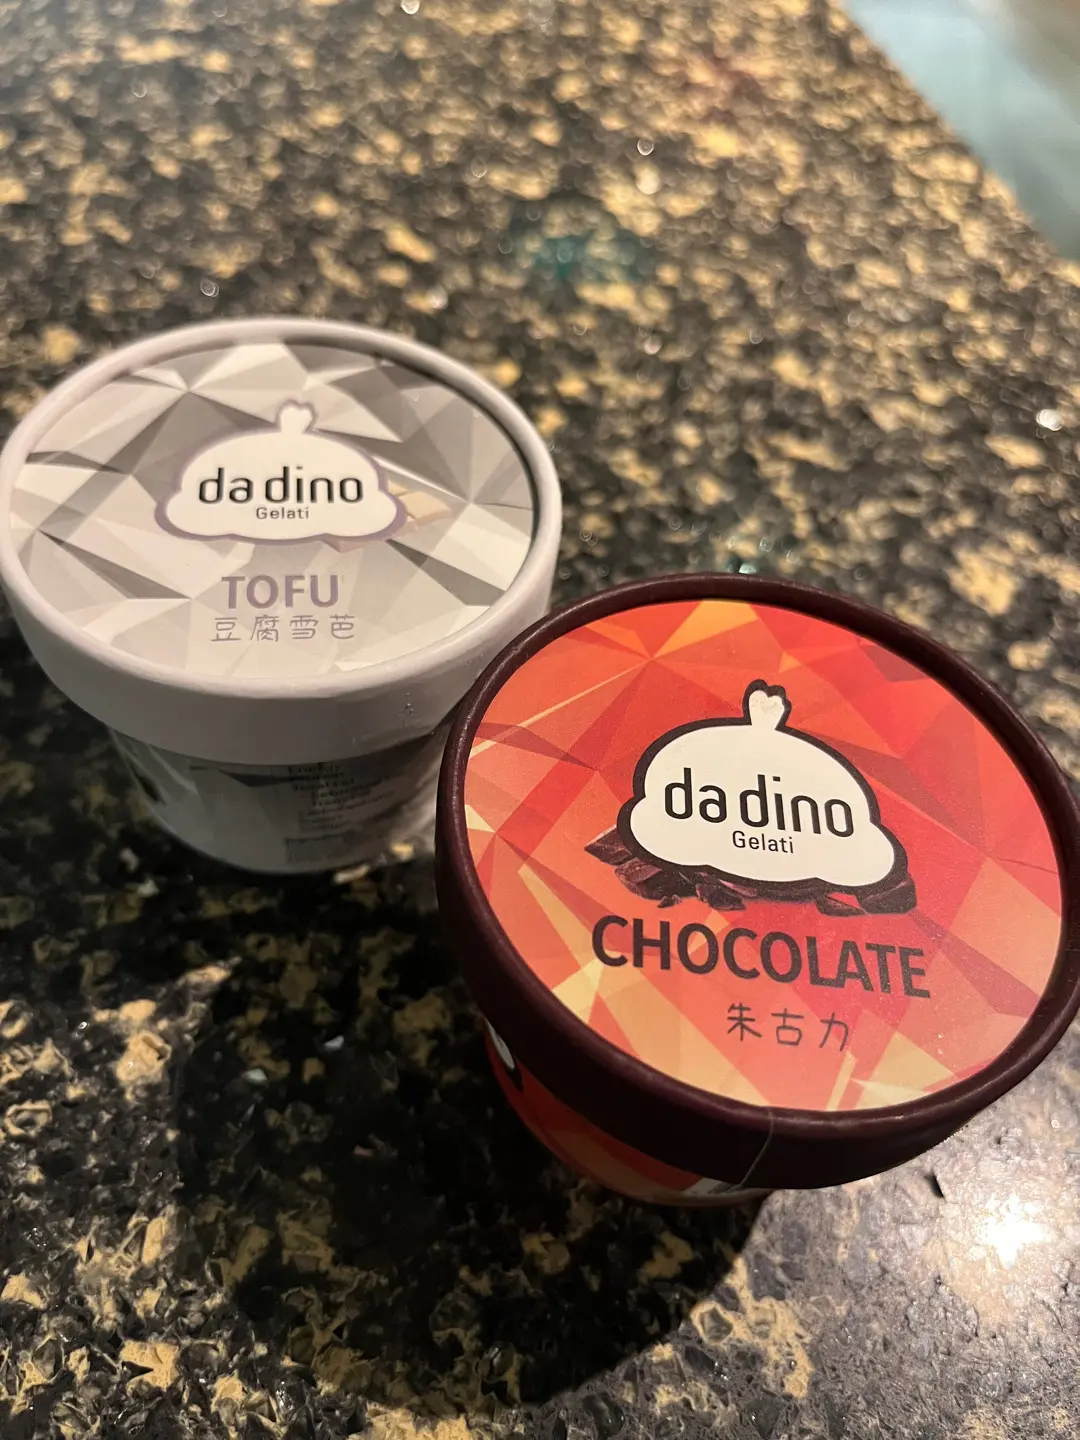 da dino
Gelati
TOFU
豆腐雪芭
da dino
Gelati
CHOCOLATE
朱古力